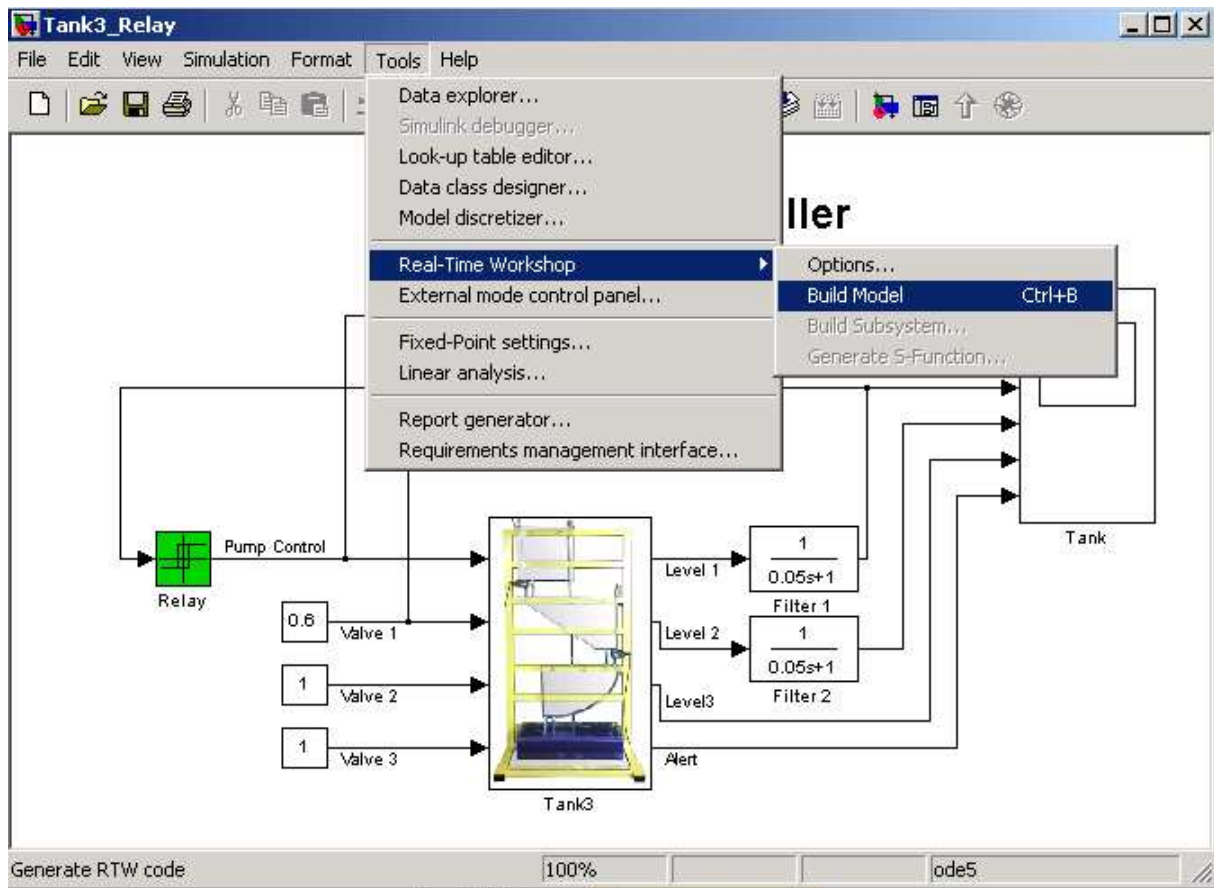 Tank3_Relay
File Edit View Simulation Format Tools Help
Data explorer...
Simulink debugger...
Look-up table editor...
Data class designer...
Model discretizer...
ller
Real-Time Workshop
Options...
External mode control panel...
Build Model Ctrl+B
Build Subsystem...
Fixed-Point settings...
Generate S-Function...
Linear analysis...
Report generator...
Requirements management interface...
Pump Control
Relay
Level 1
1
0.05s+1
Filter 1
Tank
0.6
Valve 1
Level 2
1
0.05s+1
Filter 2
1
Valve 2
Level3
1
Valve 3
Alert
Tank3
Generate RTW code 100% ode5